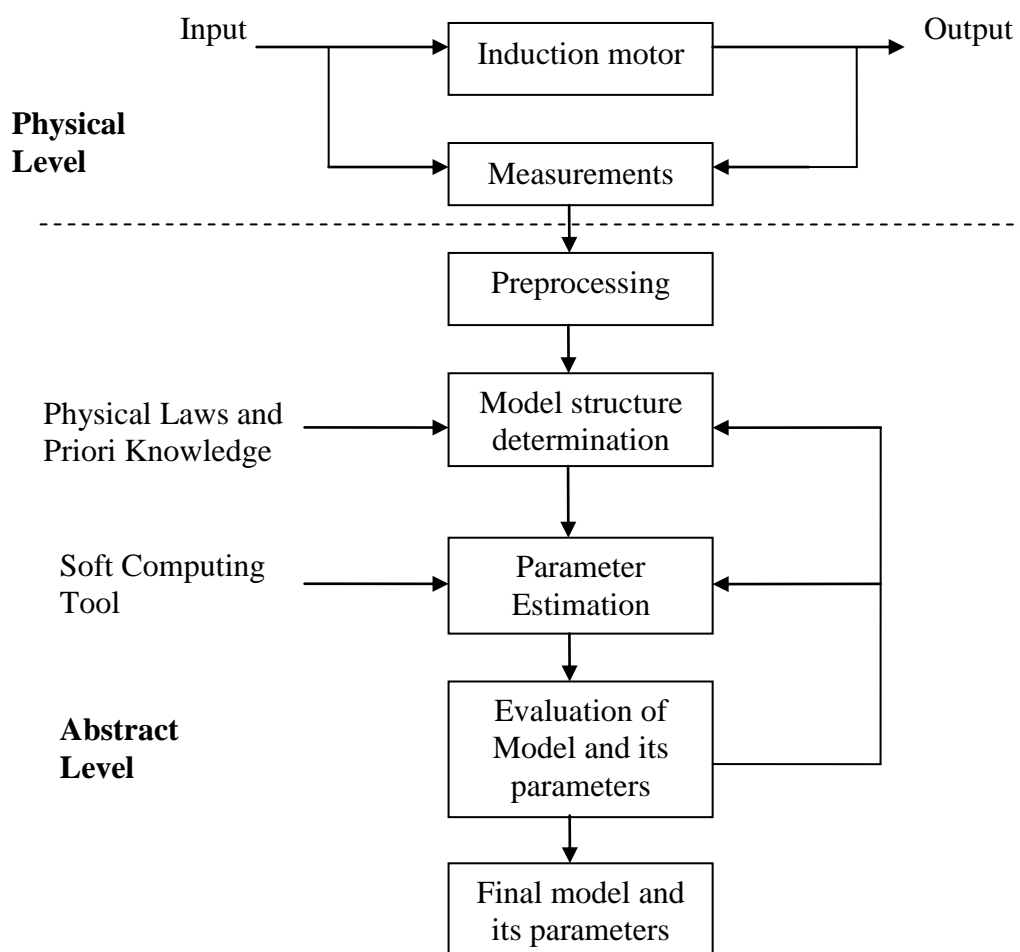 Input
Output
Induction motor
Physical
Level
Measurements
Preprocessing
Physical Laws and
Priori Knowledge
Model structure
determination
Soft Computing
Tool
Parameter
Estimation
Abstract
Level
Evaluation of
Model and its
parameters
Final model and
its parameters